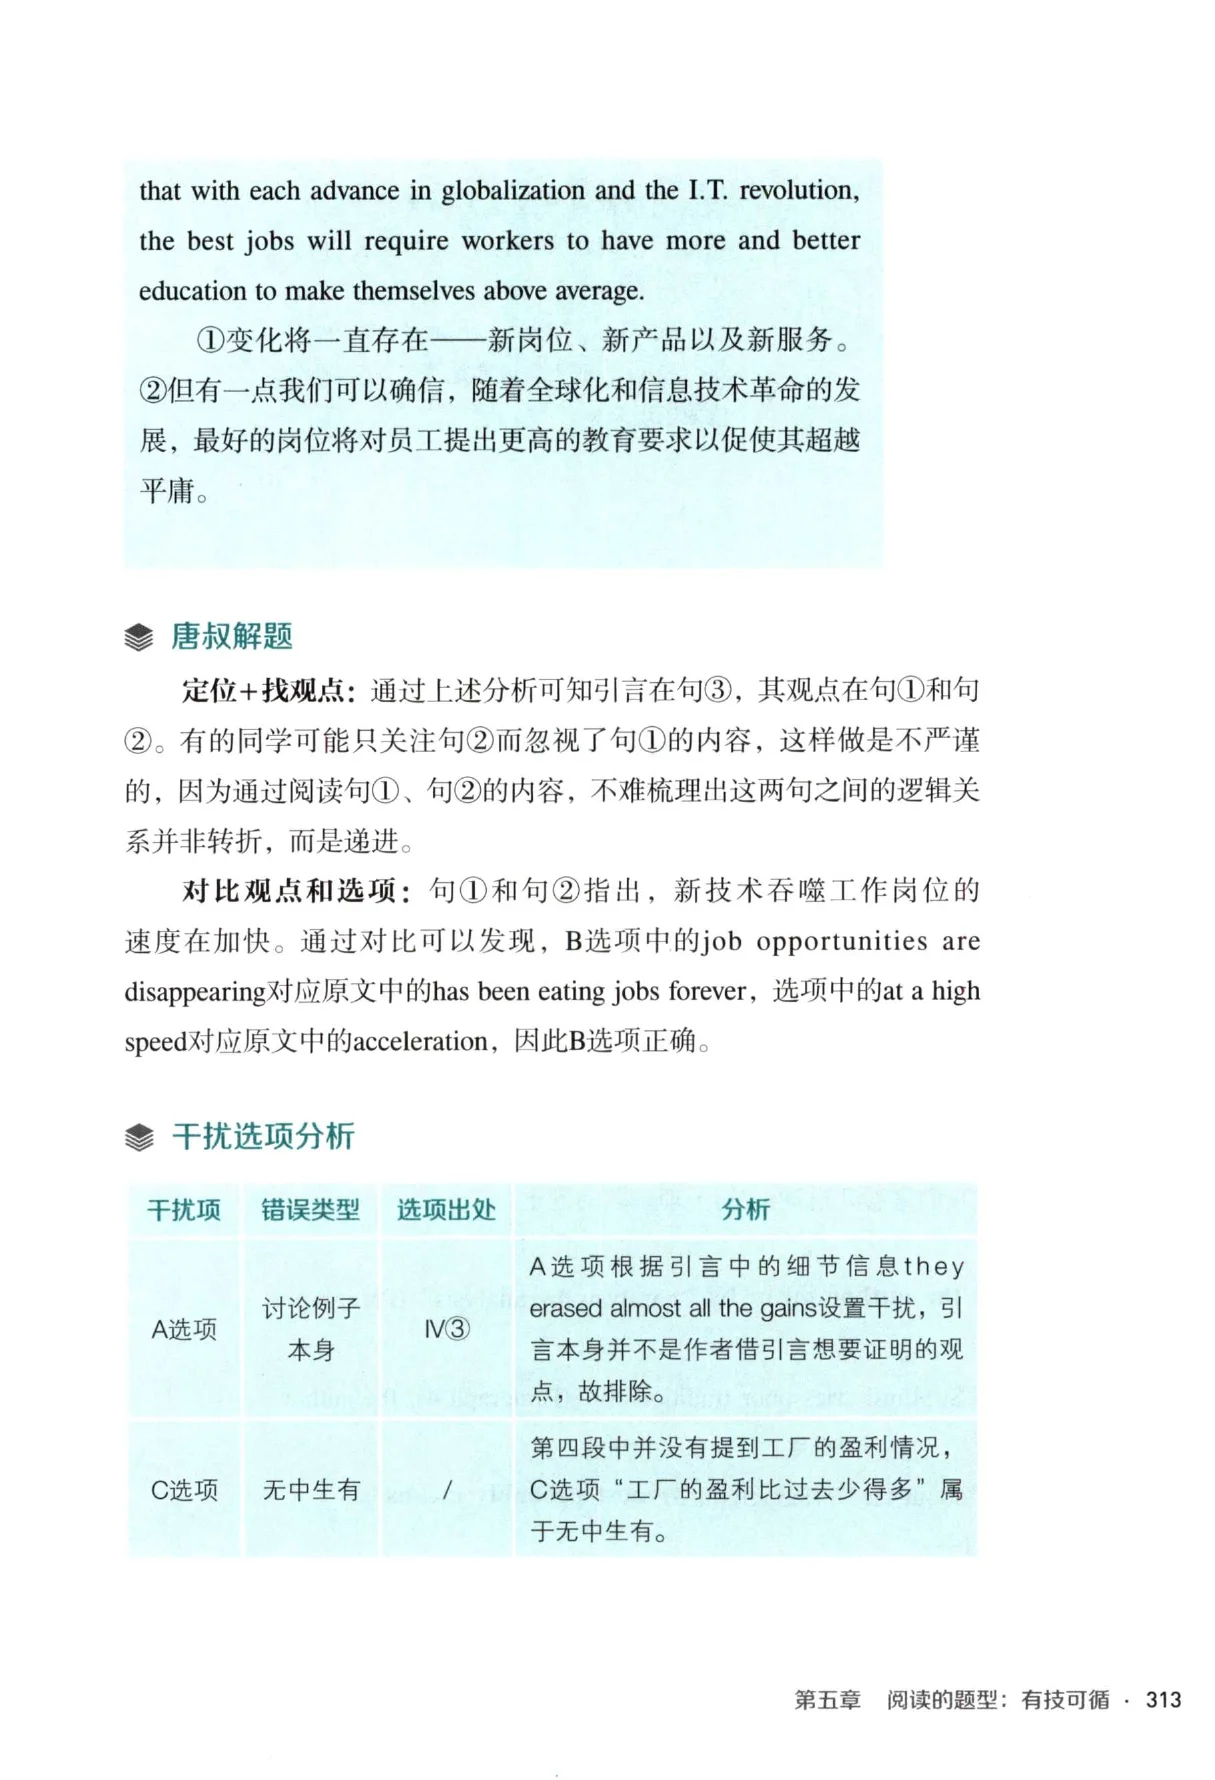 that with each advance in globalization and the I.T. revolution,
the best jobs will require workers to have more and better
education to make themselves above average.
①变化将一直存在——新岗位、新产品以及新服务。
②但有一点我们可以确信，随着全球化和信息技术革命的发
展，最好的岗位将对员工提出更高的教育要求以促使其超越
平庸。
唐叔解题
定位+找观点：通过上述分析可知引言在句③，其观点在句①和句
②。有的同学可能只关注句②而忽视了句①的内容，这样做是不严谨
的，因为通过阅读句①、句②的内容，不难梳理出这两句之间的逻辑关
系并非转折，而是递进。
对比观点和选项：句①和句②指出，新技术吞噬工作岗位的
速度在加快。通过对比可以发现，B选项中的job opportunities are
disappearing对应原文中的has been eating jobs forever，选项中的at a high
speed对应原文中的acceleration，因此B选项正确。
干扰选项分析
干扰项 错误类型 选项出处 分析
A选项 讨论例子本身 Ⅳ③ A选项根据引言中的细节信息they
erased almost all the gains设置干扰，引
言本身并不是作者借引言想要证明的观
点，故排除。
C选项 无中生有 / 第四段中并没有提到工厂的盈利情况，
C选项“工厂的盈利比过去少得多”属
于无中生有。
第五章 阅读的题型：有技可循 · 313